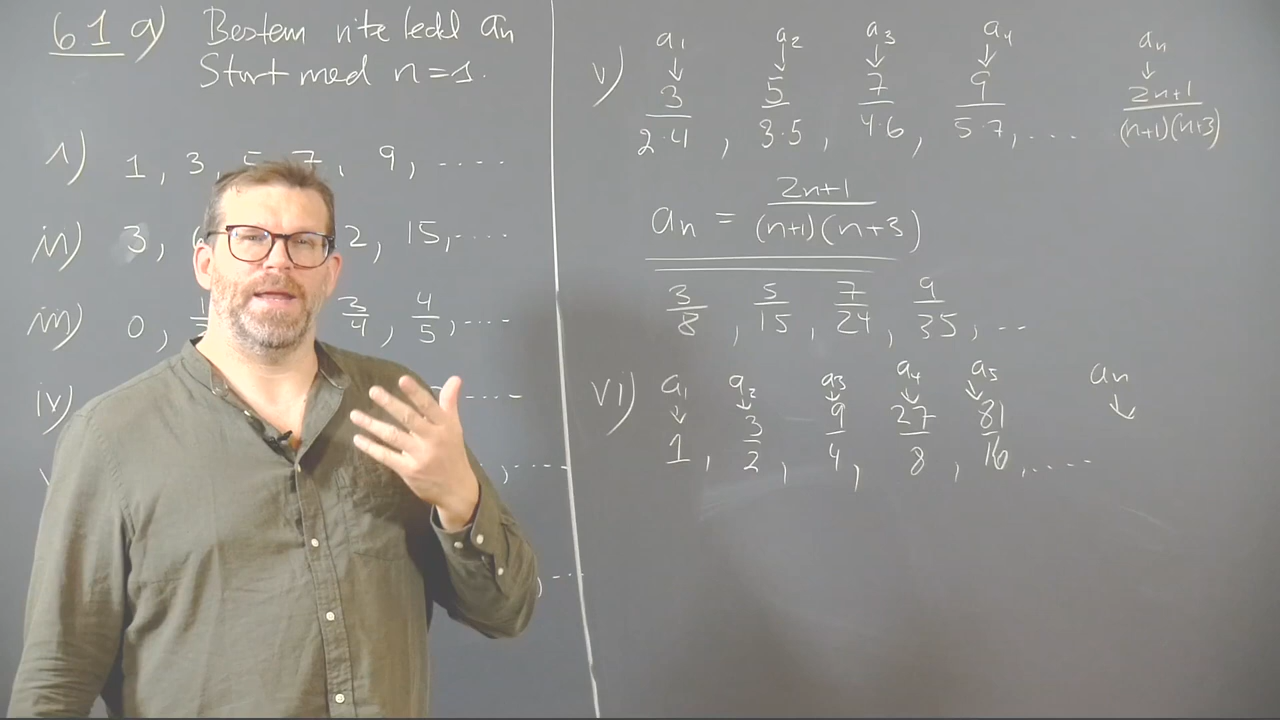 61 a) Bestem n'te ledd an
Start med n=1.
i) 1, 3, 5, 7, 9, ....
ii) 3, 2, 15, ....
iii) 0, 3/4, 4/5, ....
iv) ....
....
v) a1 a2 a3 a4 an
↓ ↓ ↓ ↓ ↓
3/(2·4), 5/(3·5), 7/(4·6), 9/(5·7), .... (2n+1)/((n+1)(n+3))
an = (2n+1)/((n+1)(n+3))
3/8, 5/15, 7/24, 9/35, ...
vi) a1 a2 a3 a4 a5 an
↓ ↓ ↓ ↓ ↓ ↓
1, 3/2, 9/4, 27/8, 81/16, ....